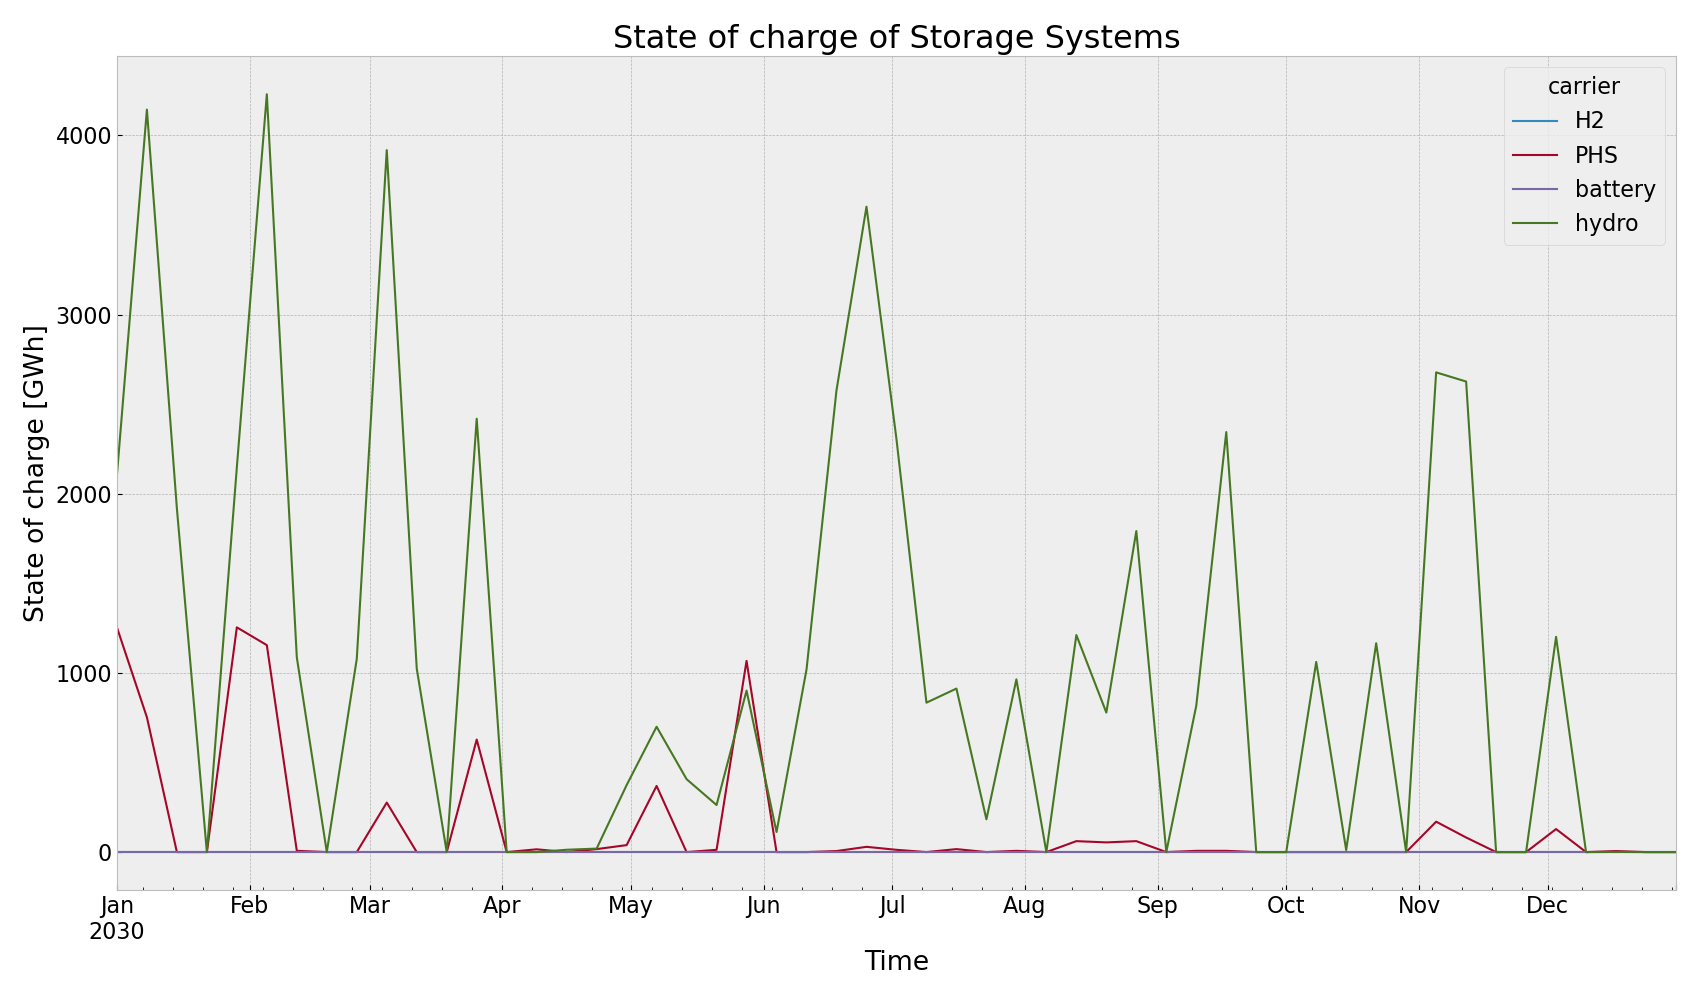 State of charge of Storage Systems
carrier
H2
PHS
battery
hydro
State of charge [GWh]
4000
3000
2000
1000
0
Jan Feb Mar Apr May Jun Jul Aug Sep Oct Nov Dec
2030
Time